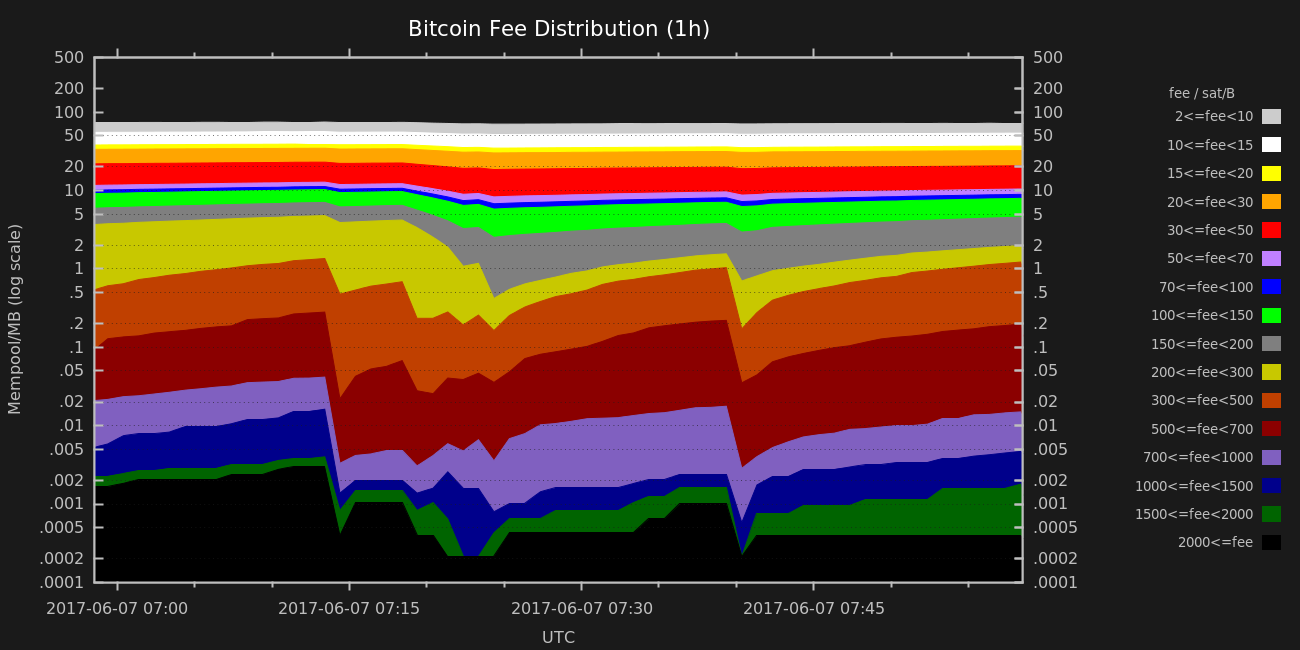 Bitcoin Fee Distribution (1h)
500 500
200 200
100 100
50 50
20 20
10 10
5 5
2 2
1 1
.5 .5
.2 .2
.1 .1
.05 .05
.02 .02
.01 .01
.005 .005
.002 .002
.001 .001
.0005 .0005
.0002 .0002
.0001 .0001
Mempool/MB (log scale)
2017-06-07 07:00 2017-06-07 07:15 2017-06-07 07:30 2017-06-07 07:45
UTC
fee / sat/B
2<=fee<10
10<=fee<15
15<=fee<20
20<=fee<30
30<=fee<50
50<=fee<70
70<=fee<100
100<=fee<150
150<=fee<200
200<=fee<300
300<=fee<500
500<=fee<700
700<=fee<1000
1000<=fee<1500
1500<=fee<2000
2000<=fee